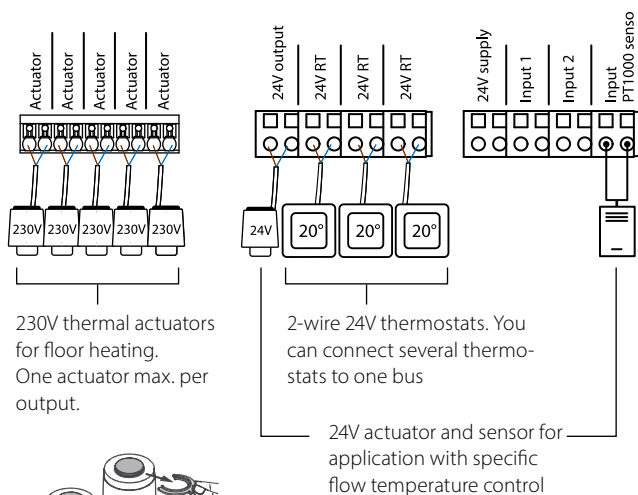 Actuator
Actuator
Actuator
Actuator
Actuator
24V output
24V RT
24V RT
24V RT
24V supply
Input 1
Input 2
Input
PT1000 senso
230V
230V
230V
230V
230V
24V
20°
20°
20°
230V thermal actuators
for floor heating.
One actuator max. per
output.
2-wire 24V thermostats. You
can connect several thermo-
stats to one bus
24V actuator and sensor for
application with specific
flow temperature control